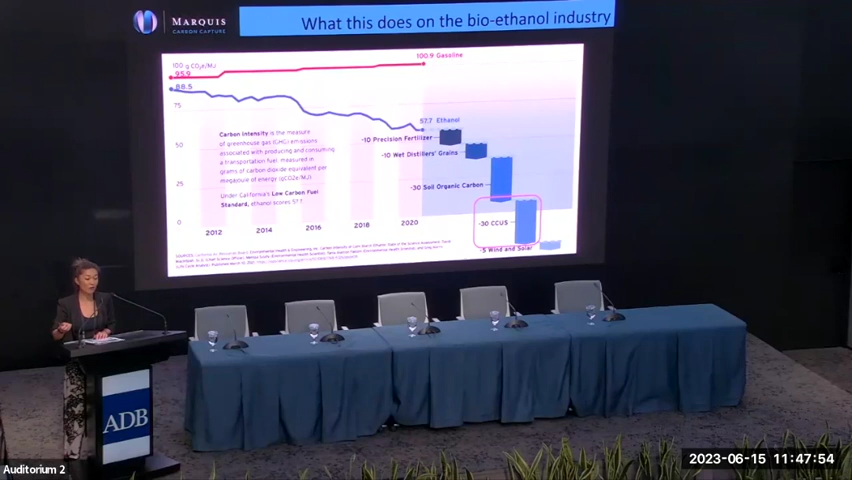 MARQUIS
CARBON CAPTURE
What this does on the bio-ethanol industry
100 g CO₂e/MJ
95.9
100.9 Gasoline
88.5
75
57.7 Ethanol
-10 Precision Fertilizer
-10 Wet Distillers' Grains
-30 Soil Organic Carbon
-30 CCUS
-5 Wind and Solar
Carbon Intensity is the measure
of greenhouse gas (GHG) emissions
associated with producing and consuming
a transportation fuel, measured in
grams of carbon dioxide equivalent per
megajoule of energy (gCO2e/MJ).
Under California's Low Carbon Fuel
Standard, ethanol scores 57.7.
50
25
0
2012
2014
2016
2018
2020
ADB
Auditorium 2
2023-06-15 11:47:54